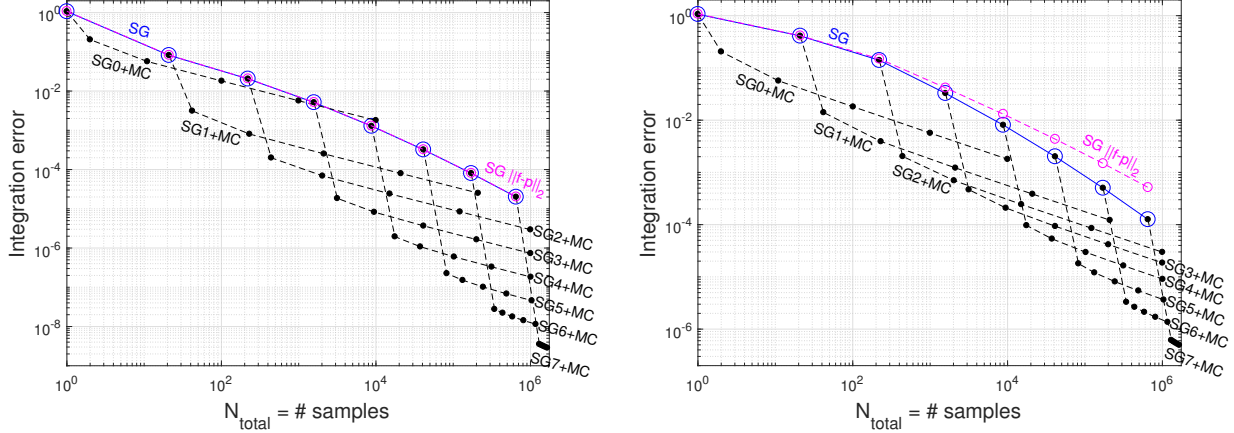 10^0
10^-2
10^-4
10^-6
10^-8
Integration error
SG
SG0+MC
SG1+MC
SG ||f-p||_2
SG2+MC
SG3+MC
SG4+MC
SG5+MC
SG6+MC
SG7+MC
10^0
10^2
10^4
10^6
N_total = # samples
10^0
10^-2
10^-4
10^-6
Integration error
SG
SG0+MC
SG1+MC
SG2+MC
SG ||f-p||_2
SG3+MC
SG4+MC
SG5+MC
SG6+MC
SG7+MC
10^0
10^2
10^4
10^6
N_total = # samples